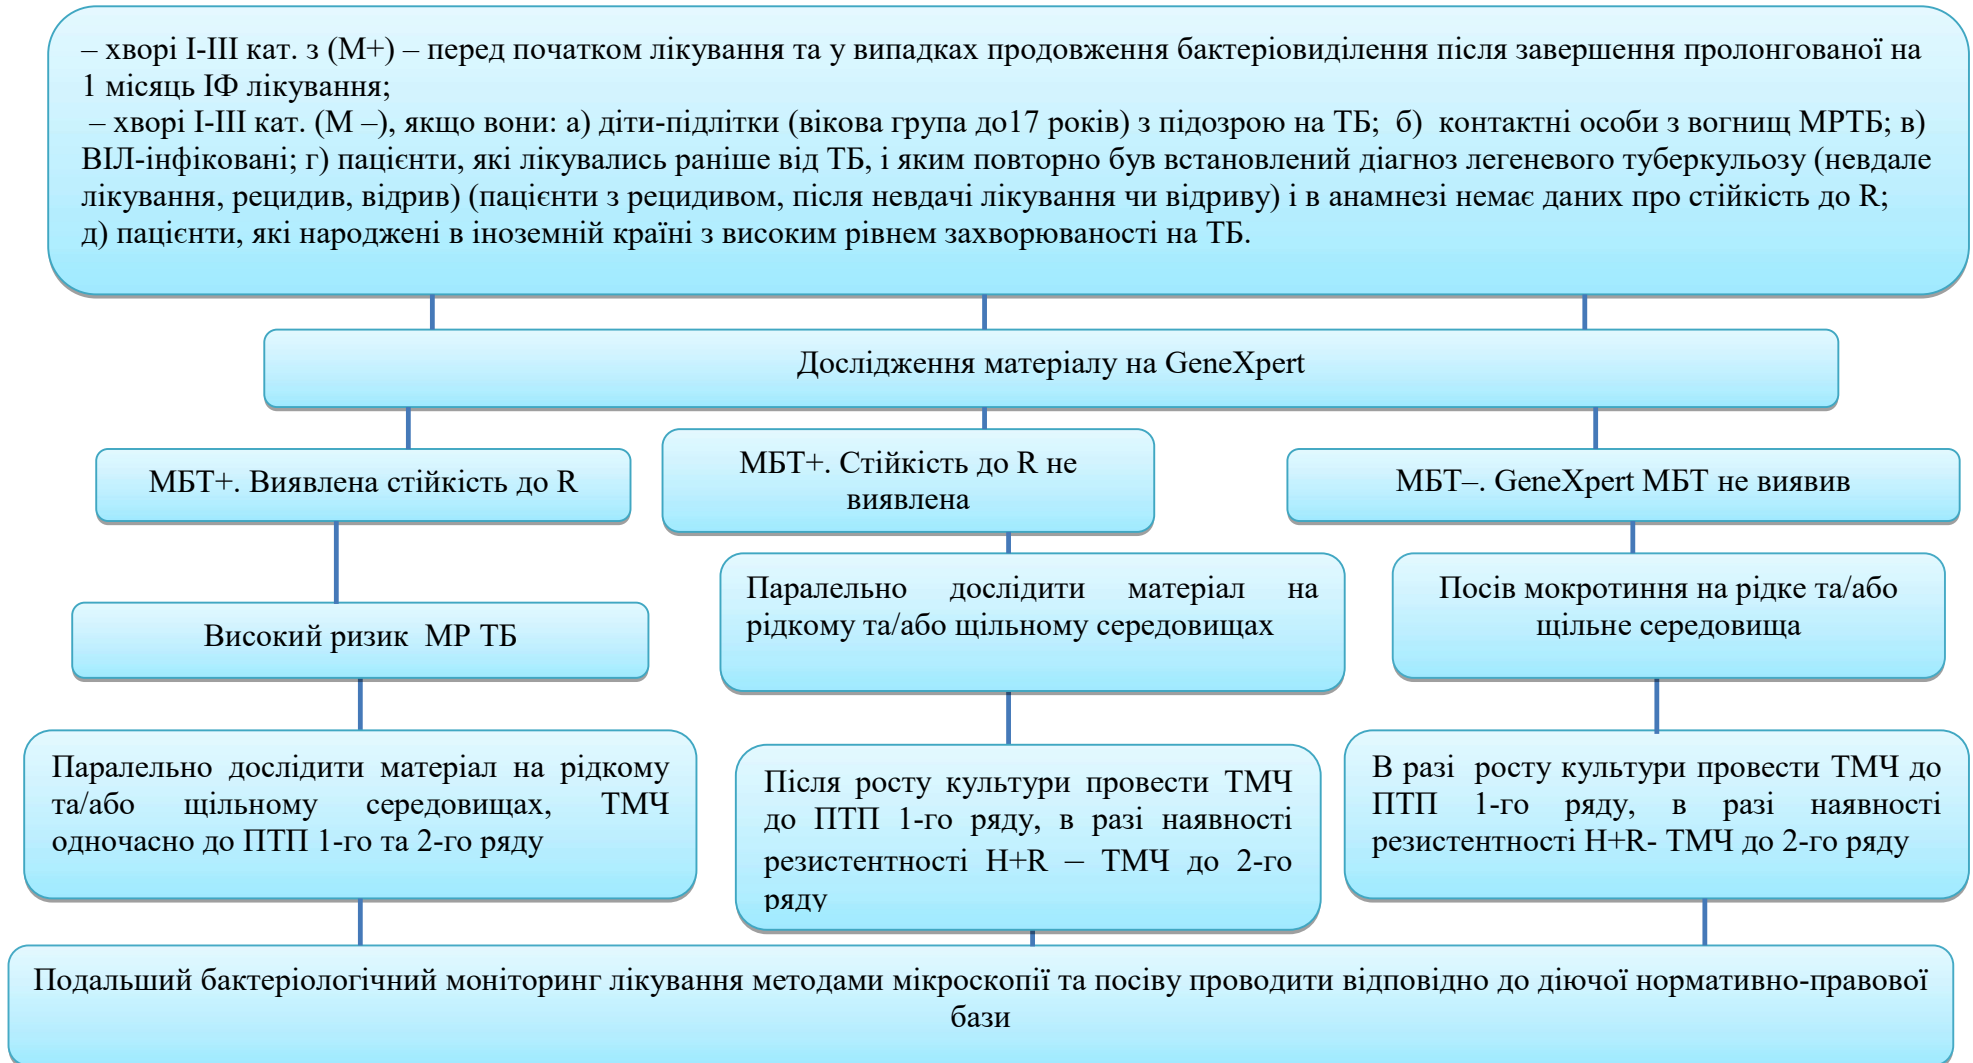 – хворі І-ІІІ кат. з (М+) – перед початком лікування та у випадках продовження бактеріовиділення після завершення пролонгованої на
1 місяць ІФ лікування;
– хворі І-ІІІ кат. (М –), якщо вони: а) діти-підлітки (вікова група до17 років) з підозрою на ТБ; б) контактні особи з вогнищ МРТБ; в)
ВІЛ-інфіковані; г) пацієнти, які лікувались раніше від ТБ, і яким повторно був встановлений діагноз легеневого туберкульозу (невдале
лікування, рецидив, відрив) (пацієнти з рецидивом, після невдачі лікування чи відриву) і в анамнезі немає даних про стійкість до R;
д) пацієнти, які народжені в іноземній країні з високим рівнем захворюваності на ТБ.
Дослідження матеріалу на GeneXpert
МБТ+. Виявлена стійкість до R
Високий ризик МР ТБ
Паралельно дослідити матеріал на рідкому
та/або щільному середовищах, ТМЧ
одночасно до ПТП 1-го та 2-го ряду
МБТ+. Стійкість до R не
виявлена
Паралельно дослідити матеріал на
рідкому та/або щільному середовищах
Після росту культури провести ТМЧ
до ПТП 1-го ряду, в разі наявності
резистентності H+R – ТМЧ до 2-го
ряду
МБТ–. GeneXpert МБТ не виявив
Посів мокротиння на рідке та/або
щільне середовища
В разі росту культури провести ТМЧ до
ПТП 1-го ряду, в разі наявності
резистентності H+R- ТМЧ до 2-го ряду
Подальший бактеріологічний моніторинг лікування методами мікроскопії та посіву проводити відповідно до діючої нормативно-правової
бази